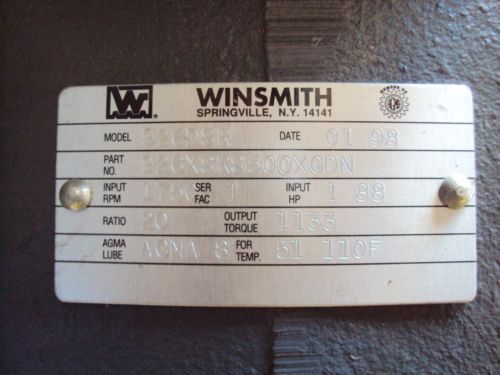 W
WINSMITH
SPRINGVILLE, N.Y. 14141
MODEL DATE 01-98
PART NO.
INPUT RPM 1750 SER FAC 1 INPUT HP 1 88
RATIO 20 OUTPUT TORQUE 1133
AGMA LUBE AGMA 8 FOR TEMP. 51-110F